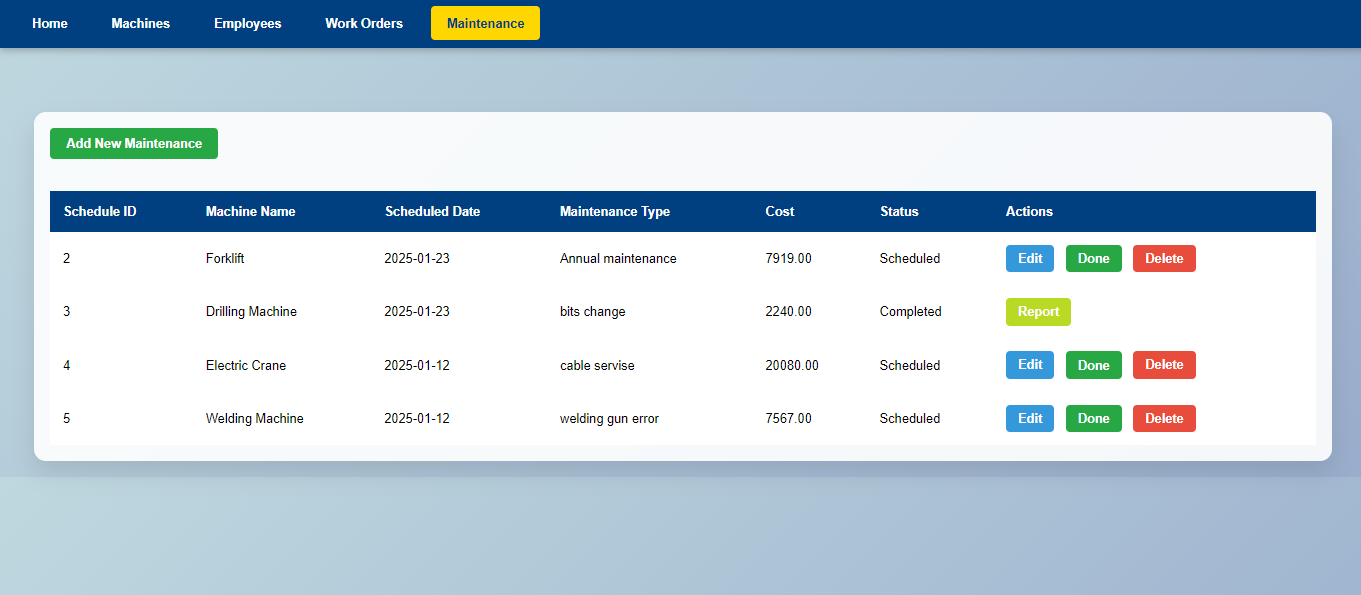 Home Machines Employees Work Orders Maintenance
Add New Maintenance
Schedule ID Machine Name Scheduled Date Maintenance Type Cost Status Actions
2 Forklift 2025-01-23 Annual maintenance 7919.00 Scheduled Edit Done Delete
3 Drilling Machine 2025-01-23 bits change 2240.00 Completed Report
4 Electric Crane 2025-01-12 cable servise 20080.00 Scheduled Edit Done Delete
5 Welding Machine 2025-01-12 welding gun error 7567.00 Scheduled Edit Done Delete